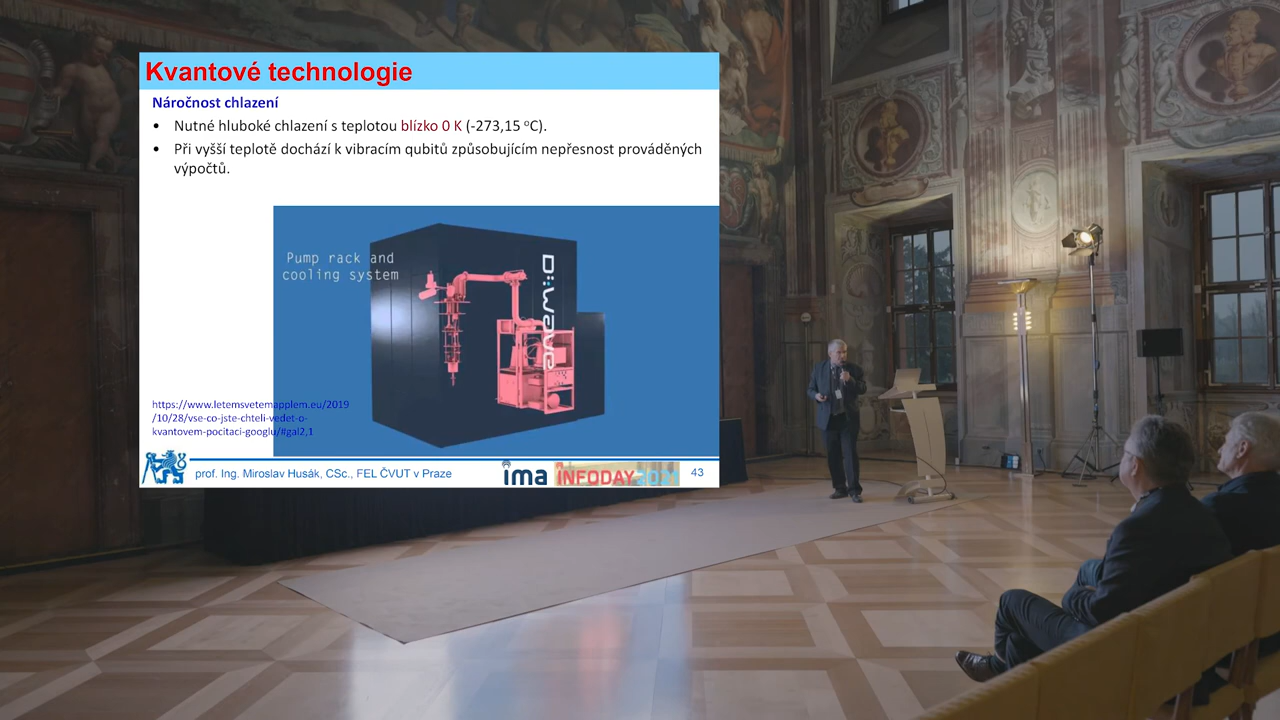 Kvantové technologie
Náročnost chlazení
• Nutné hluboké chlazení s teplotou blízko 0 K (-273,15 °C).
• Při vyšší teplotě dochází k vibracím qubitů způsobujícím nepřesnost prováděných
výpočtů.
Pump rack and
cooling system
D:wave
https://www.letemsvetemapplem.eu/2019
/10/28/vse-co-jste-chteli-vedet-o-
kvantovem-pocitaci-googlu/#gal2,1
prof. Ing. Miroslav Husák, CSc., FEL ČVUT v Praze
ima
INFODAY 2021
43